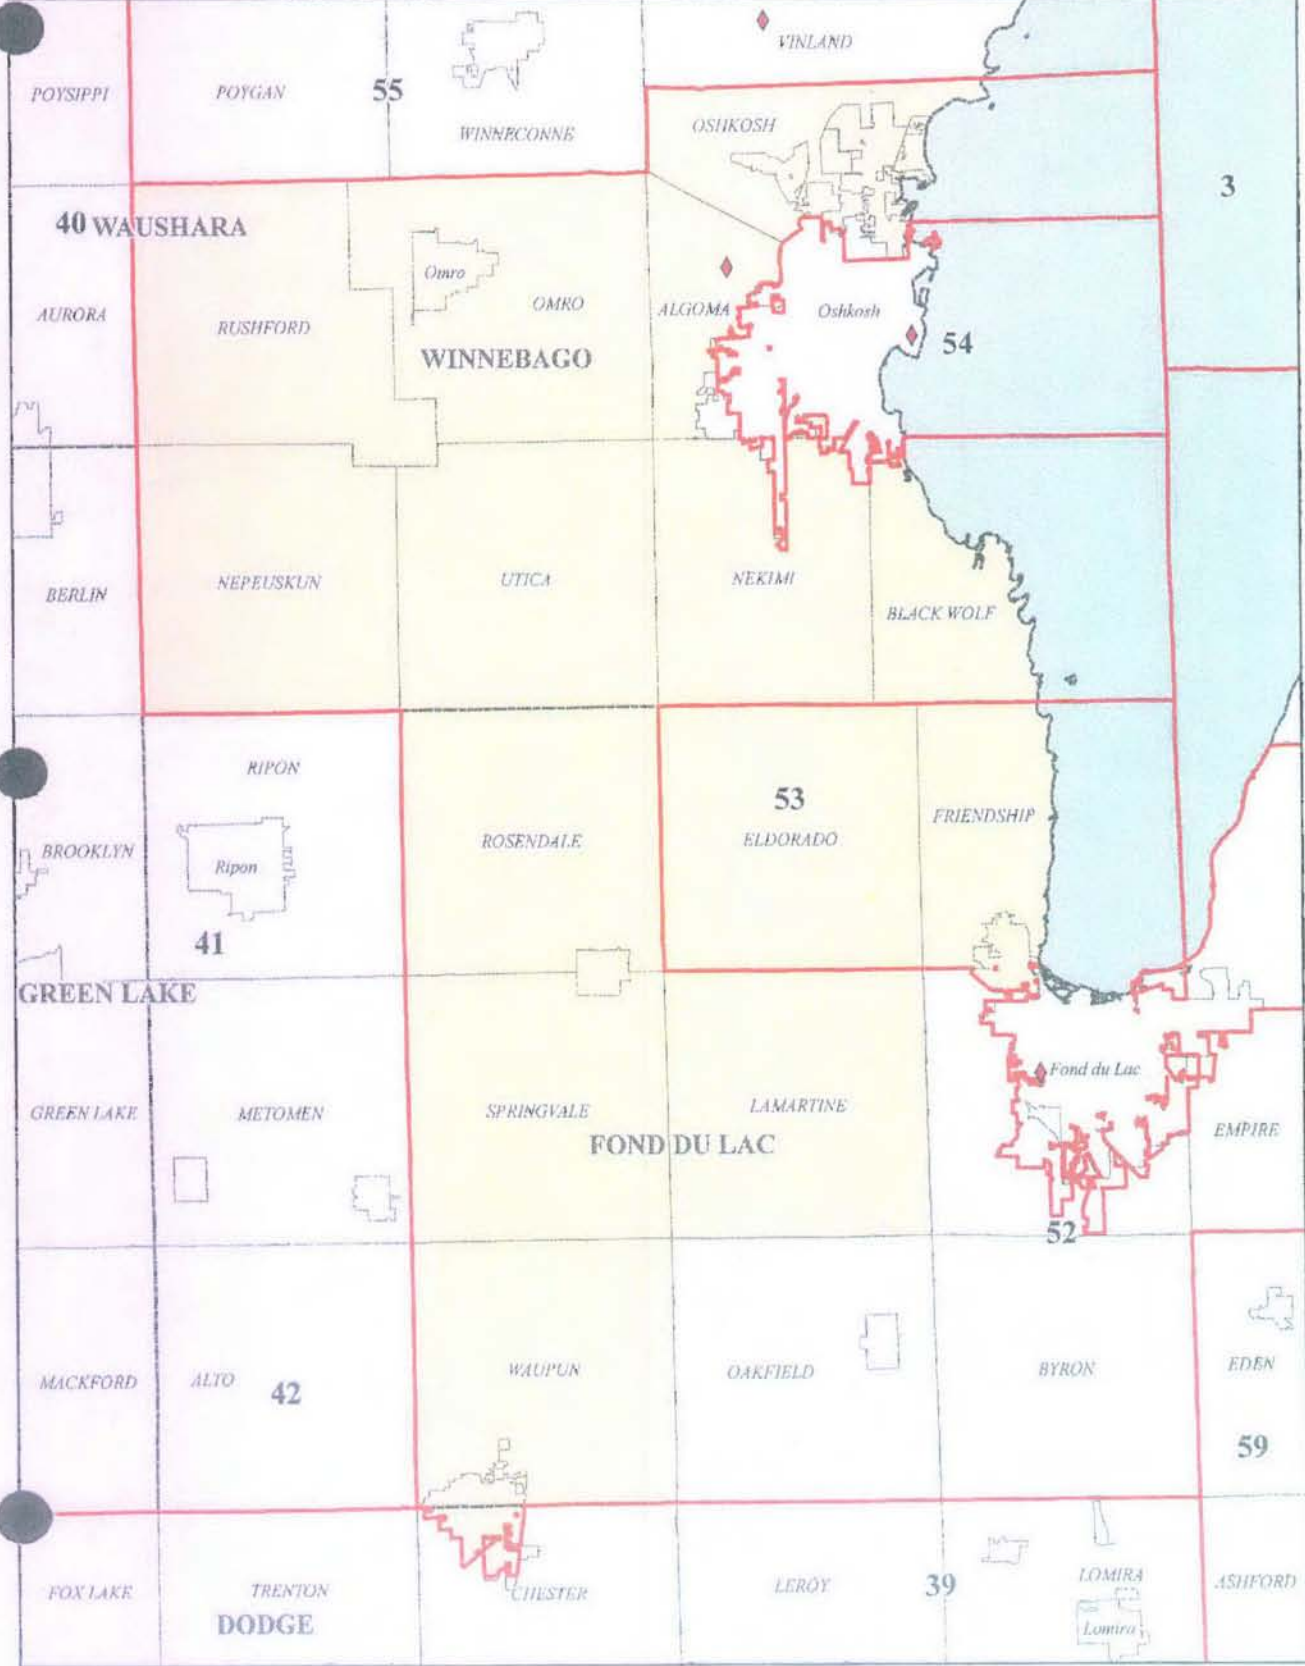 VINLAND
POYSIPPI
POYGAN
55
WINNECONNE
OSHKOSH
3
40 WAUSHARA
Omro
OMRO
AURORA
RUSHFORD
ALGOMA
Oshkosh
54
WINNEBAGO
BERLIN
NEPEUSKUN
UTICA
NEKIMI
BLACK WOLF
RIPON
53
BROOKLYN
Ripon
ROSENDALE
ELDORADO
FRIENDSHIP
41
GREEN LAKE
Fond du Lac
GREEN LAKE
METOMEN
SPRINGVALE
LAMARTINE
EMPIRE
FOND DU LAC
52
MACKFORD
ALTO
42
WAUPUN
OAKFIELD
BYRON
EDEN
59
FOX LAKE
TRENTON
CHESTER
LEROY
39
LOMIRA
ASHFORD
DODGE
Lomira